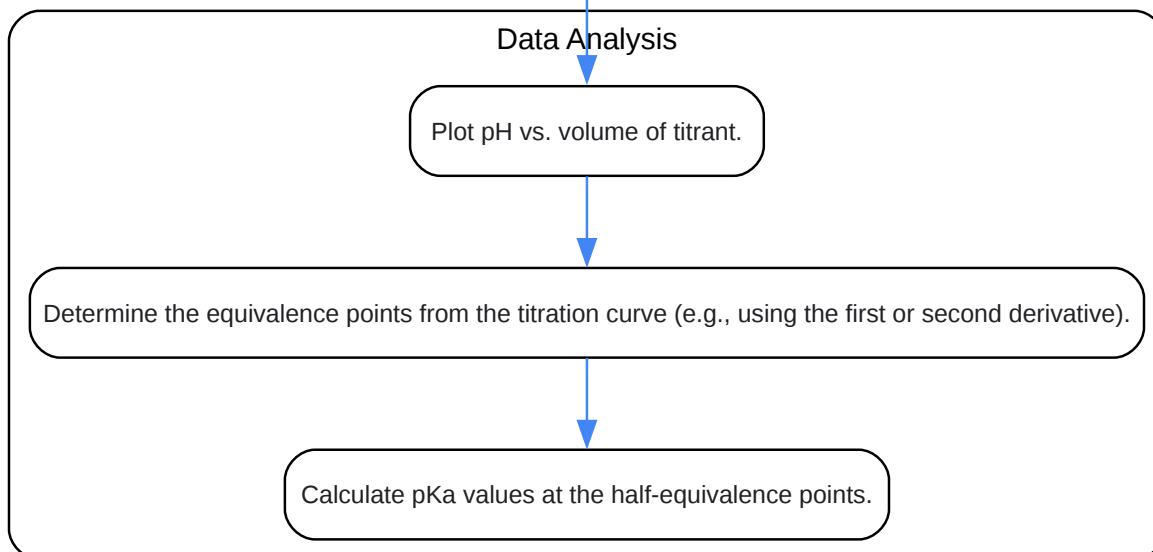 Data Analysis
Plot pH vs. volume of titrant.
Determine the equivalence points from the titration curve (e.g., using the first or second derivative).
Calculate pKa values at the half-equivalence points.